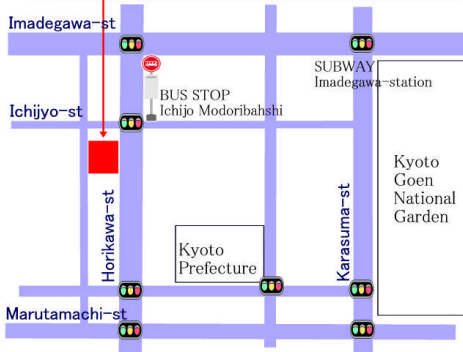 Imadegawa-st
SUBWAY
Imadegawa-station
BUS STOP
Ichijo Modoribahshi
Ichijyo-st
Kyoto
Goen
National
Garden
Horikawa-st
Karasuma-st
Kyoto
Prefecture
Marutamachi-st